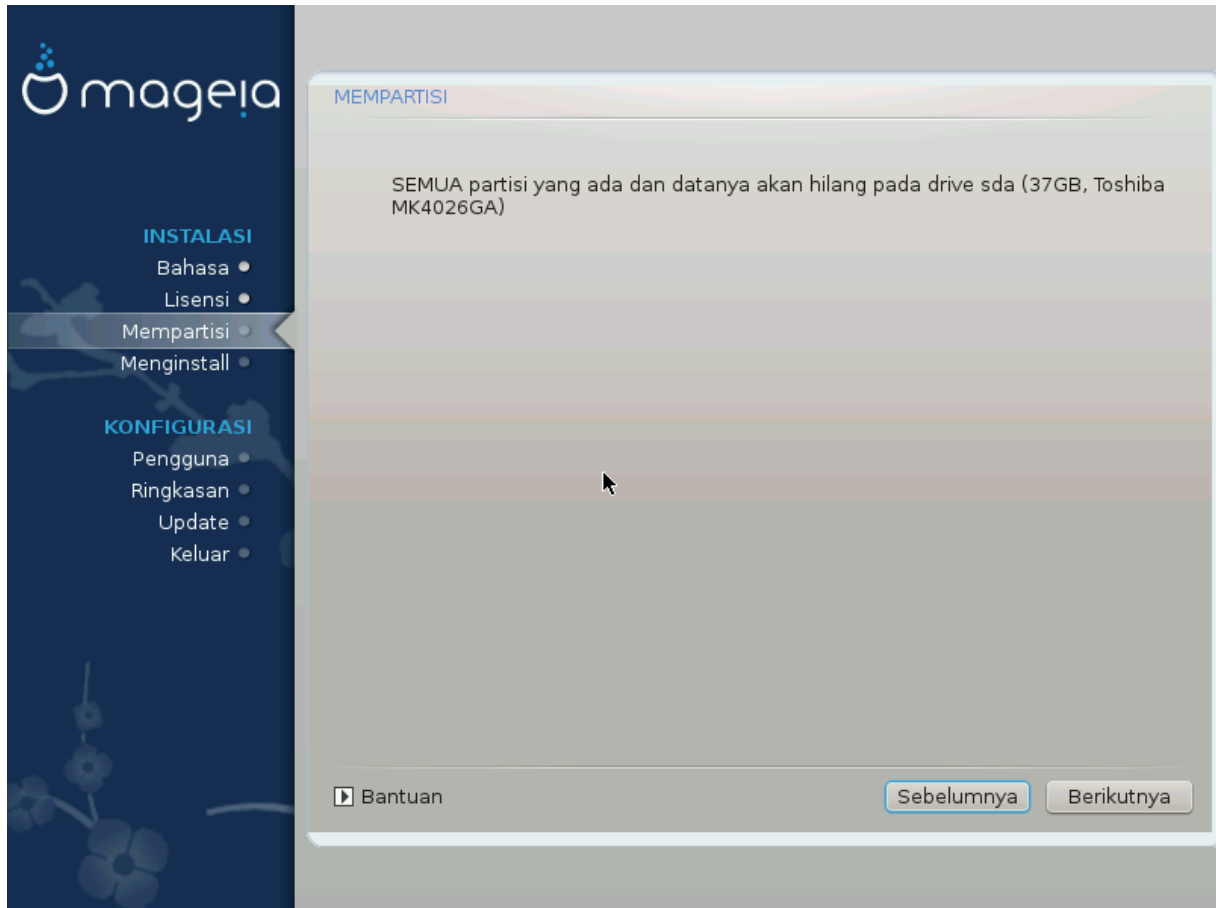 mageia
INSTALASI
Bahasa
Lisensi
Mempartisi
Menginstall
KONFIGURASI
Pengguna
Ringkasan
Update
Keluar
MEMPARTISI
SEMUA partisi yang ada dan datanya akan hilang pada drive sda (37GB, Toshiba
MK4026GA)
Bantuan
Sebelumnya
Berikutnya